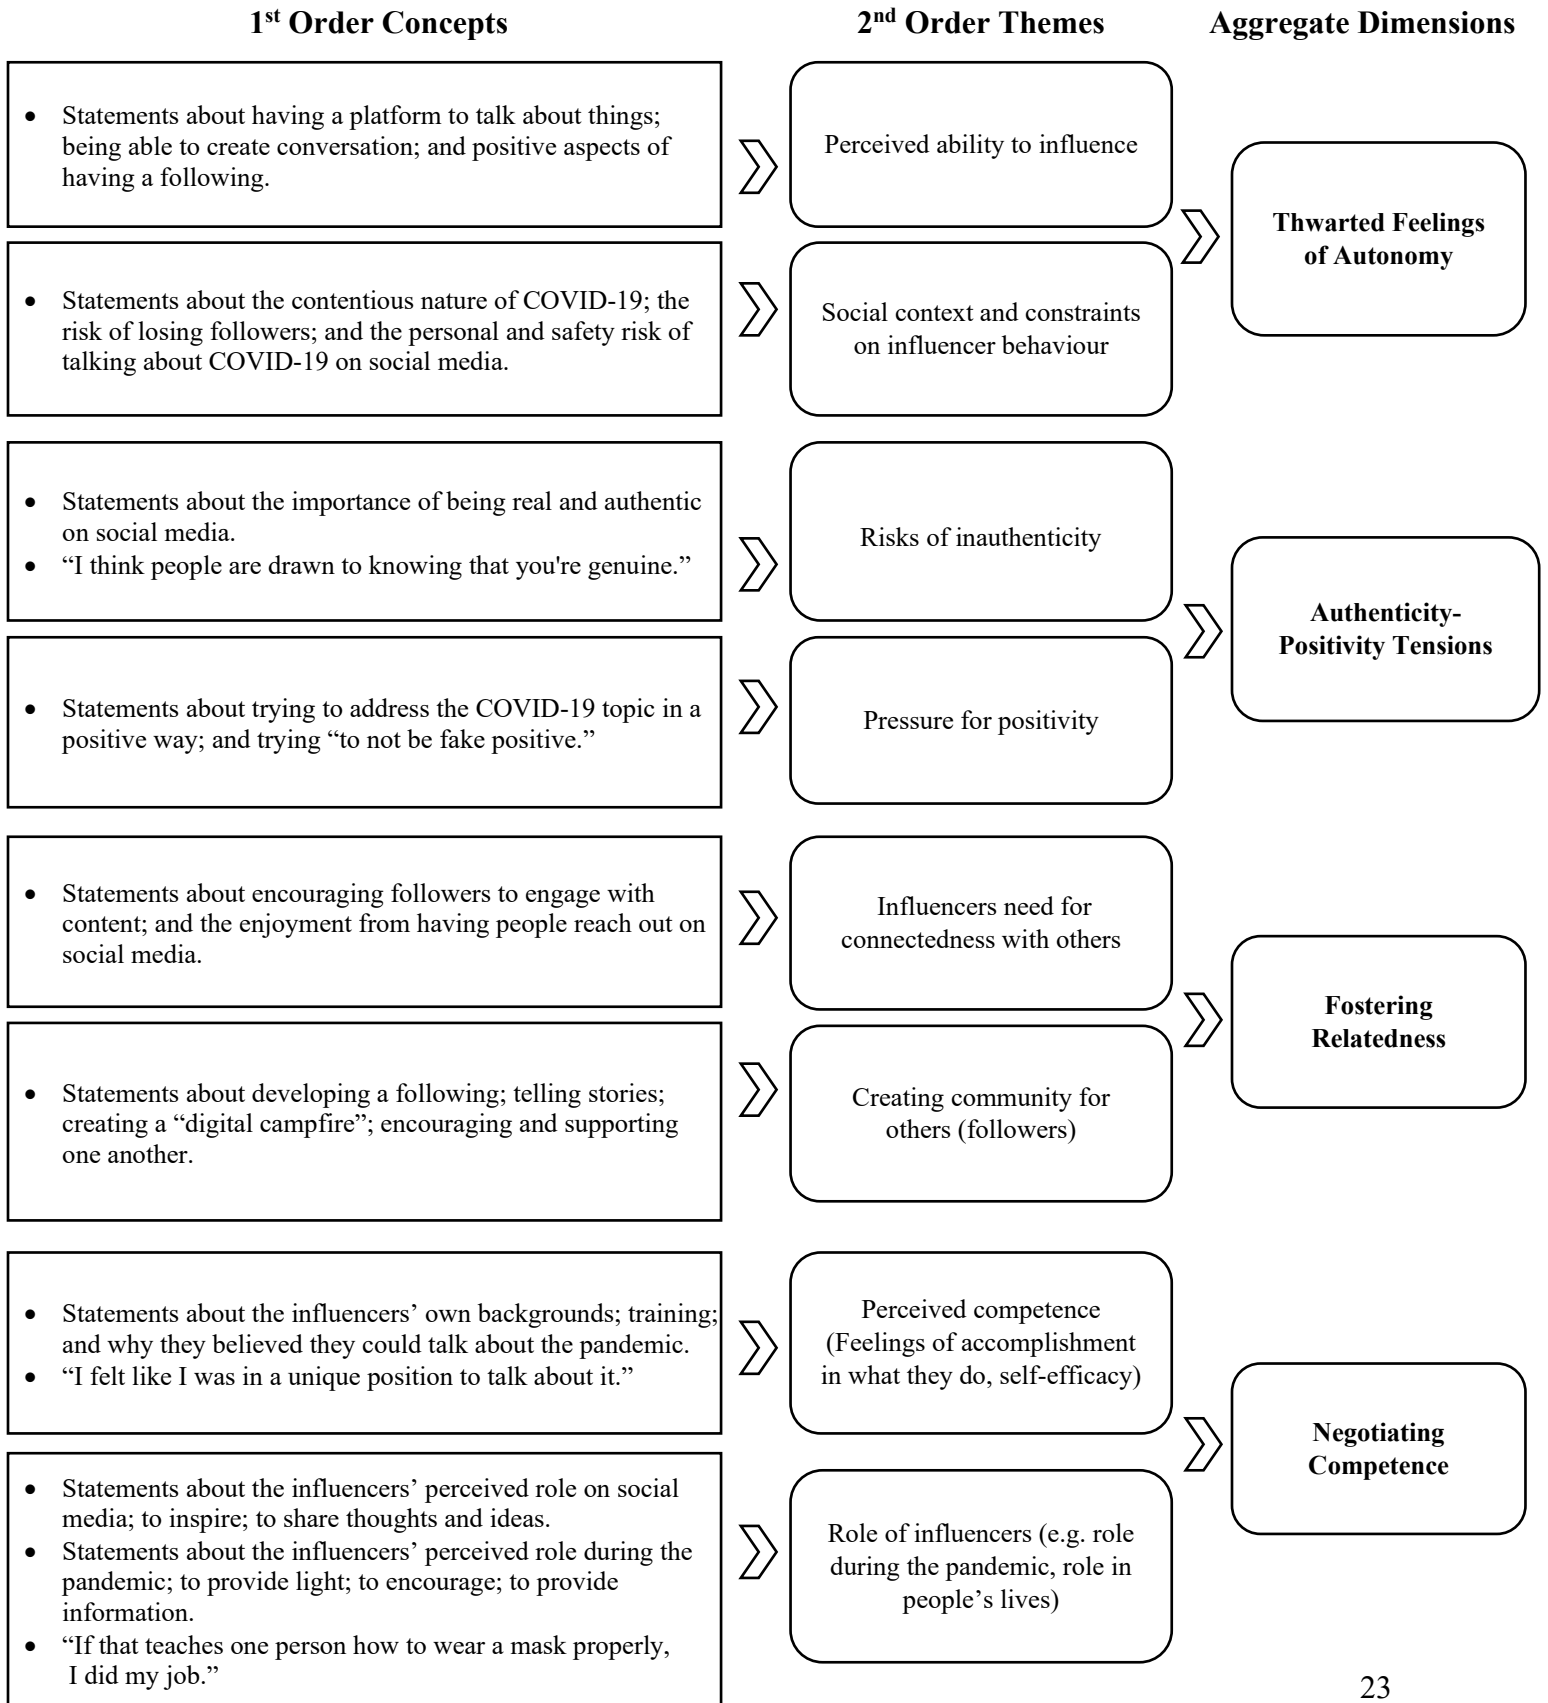 1st Order Concepts
2nd Order Themes
Aggregate Dimensions
• Statements about having a platform to talk about things;
being able to create conversation; and positive aspects of
having a following.
Perceived ability to influence
Thwarted Feelings
of Autonomy
• Statements about the contentious nature of COVID-19; the
risk of losing followers; and the personal and safety risk of
talking about COVID-19 on social media.
Social context and constraints
on influencer behaviour
• Statements about the importance of being real and authentic
on social media.
• “I think people are drawn to knowing that you're genuine.”
Risks of inauthenticity
Authenticity-
Positivity Tensions
• Statements about trying to address the COVID-19 topic in a
positive way; and trying “to not be fake positive.”
Pressure for positivity
• Statements about encouraging followers to engage with
content; and the enjoyment from having people reach out on
social media.
Influencers need for
connectedness with others
Fostering
Relatedness
• Statements about developing a following; telling stories;
creating a “digital campfire”; encouraging and supporting
one another.
Creating community for
others (followers)
• Statements about the influencers’ own backgrounds; training;
and why they believed they could talk about the pandemic.
• “I felt like I was in a unique position to talk about it.”
Perceived competence
(Feelings of accomplishment
in what they do, self-efficacy)
Negotiating
Competence
• Statements about the influencers’ perceived role on social
media; to inspire; to share thoughts and ideas.
• Statements about the influencers’ perceived role during the
pandemic; to provide light; to encourage; to provide
information.
• “If that teaches one person how to wear a mask properly,
I did my job.”
Role of influencers (e.g. role
during the pandemic, role in
people’s lives)
23